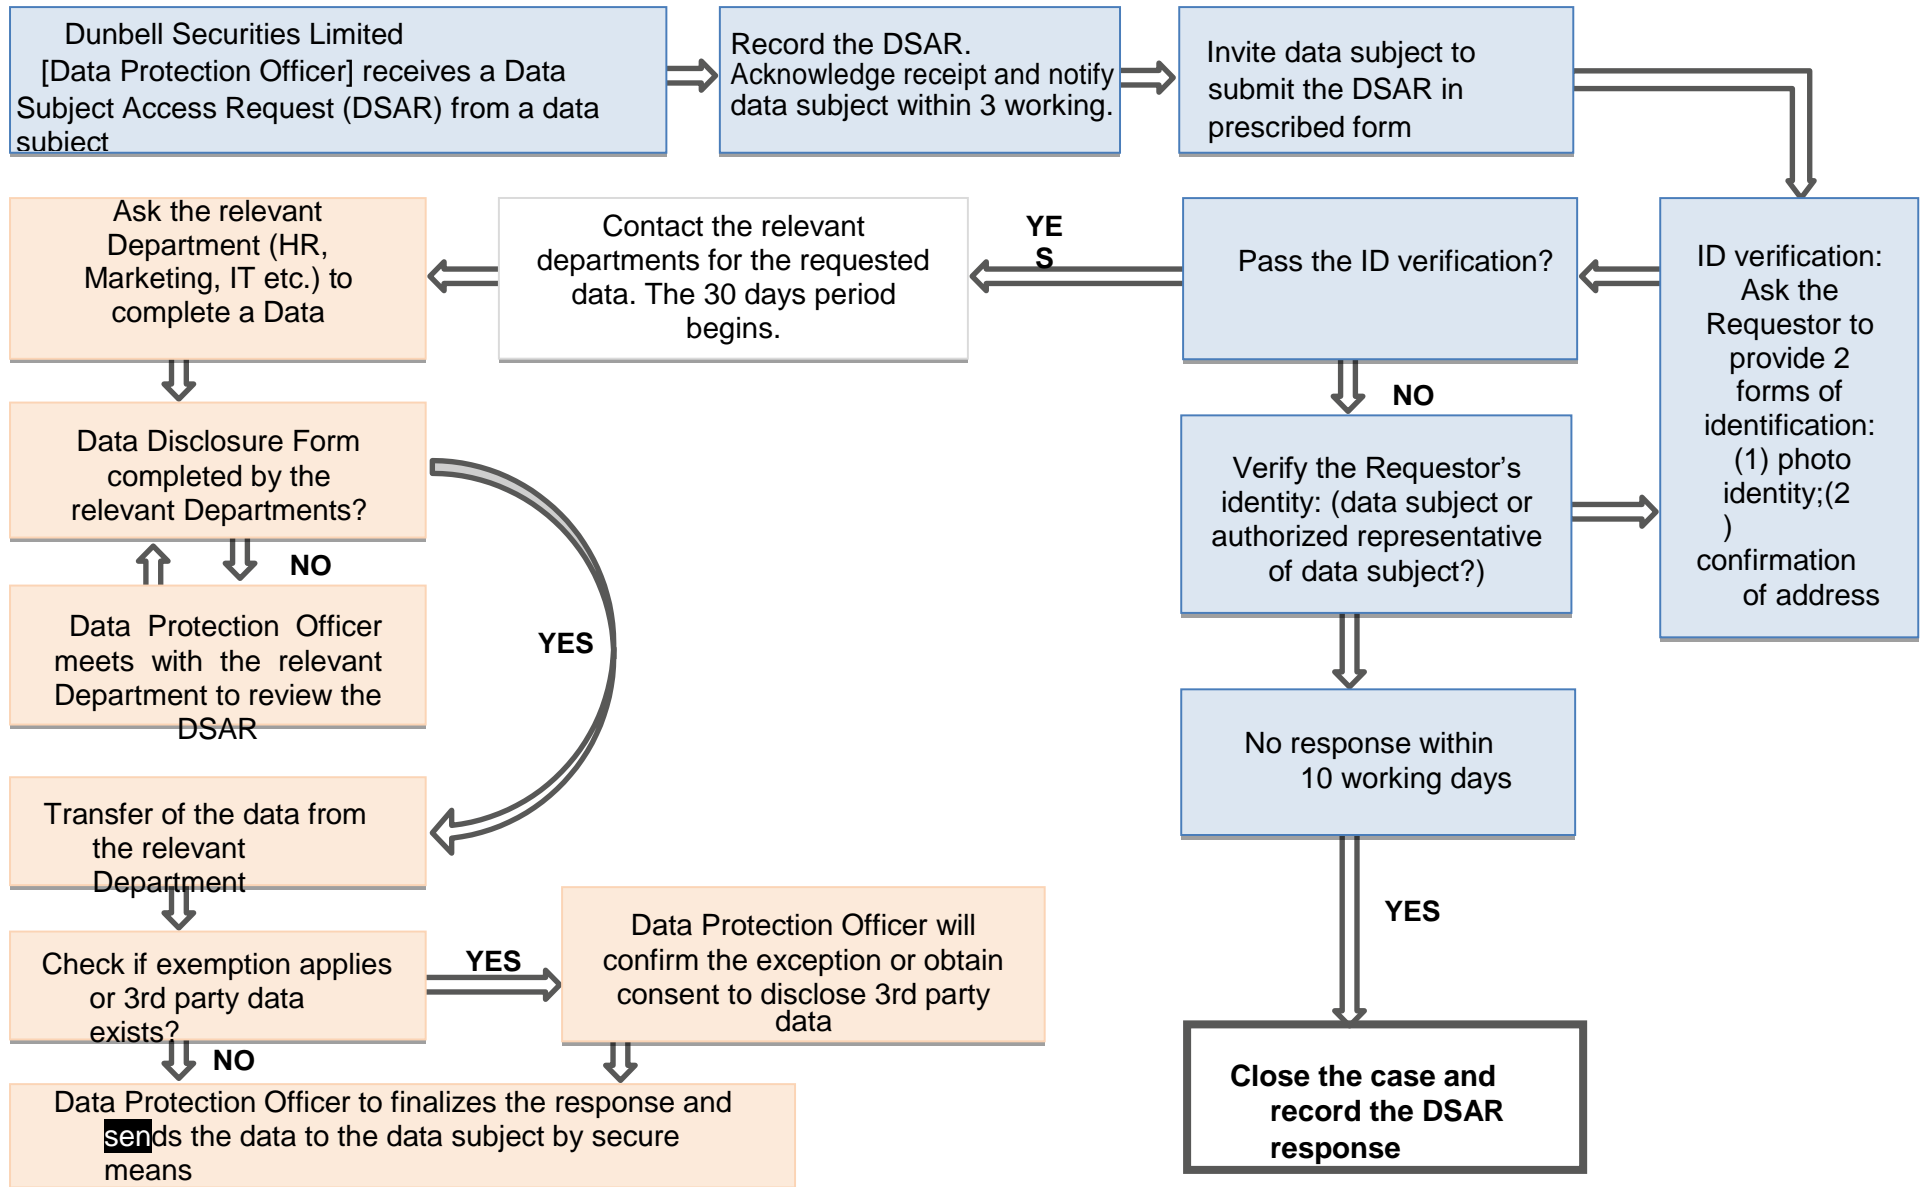 Dunbell Securities Limited
[Data Protection Officer] receives a Data
Subject Access Request (DSAR) from a data
subject
Record the DSAR.
Acknowledge receipt and notify
data subject within 3 working.
Invite data subject to
submit the DSAR in
prescribed form
ID verification:
Ask the
Requestor to
provide 2
forms of
identification:
(1) photo
identity;(2
)
confirmation
of address
Pass the ID verification?
YE
S
Contact the relevant
departments for the requested
data. The 30 days period
begins.
Ask the relevant
Department (HR,
Marketing, IT etc.) to
complete a Data
NO
Verify the Requestor’s
identity: (data subject or
authorized representative
of data subject?)
No response within
10 working days
YES
Close the case and
record the DSAR
response
Data Disclosure Form
completed by the
relevant Departments?
NO
Data Protection Officer
meets with the relevant
Department to review the
DSAR
YES
Transfer of the data from
the relevant
Department
Check if exemption applies
or 3rd party data
exists?
YES
Data Protection Officer will
confirm the exception or obtain
consent to disclose 3rd party
data
NO
Data Protection Officer to finalizes the response and
sends the data to the data subject by secure
means